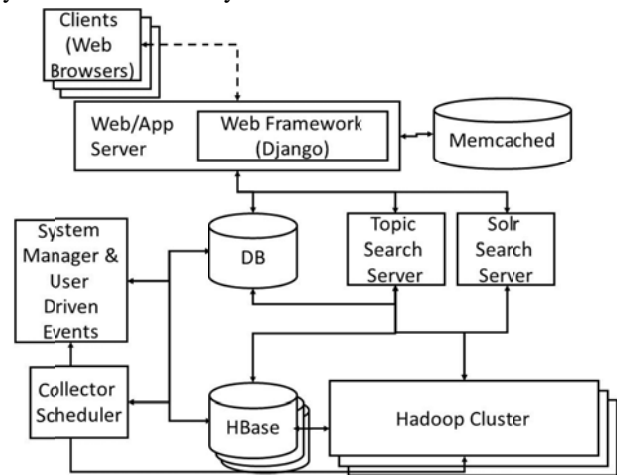 Clients
(Web
Browsers)
Web/App
Server
Web Framework
(Django)
Memcached
System
Manager &
User
Driven
Events
DB
Topic
Search
Server
Solr
Search
Server
Collector
Scheduler
HBase
Hadoop Cluster